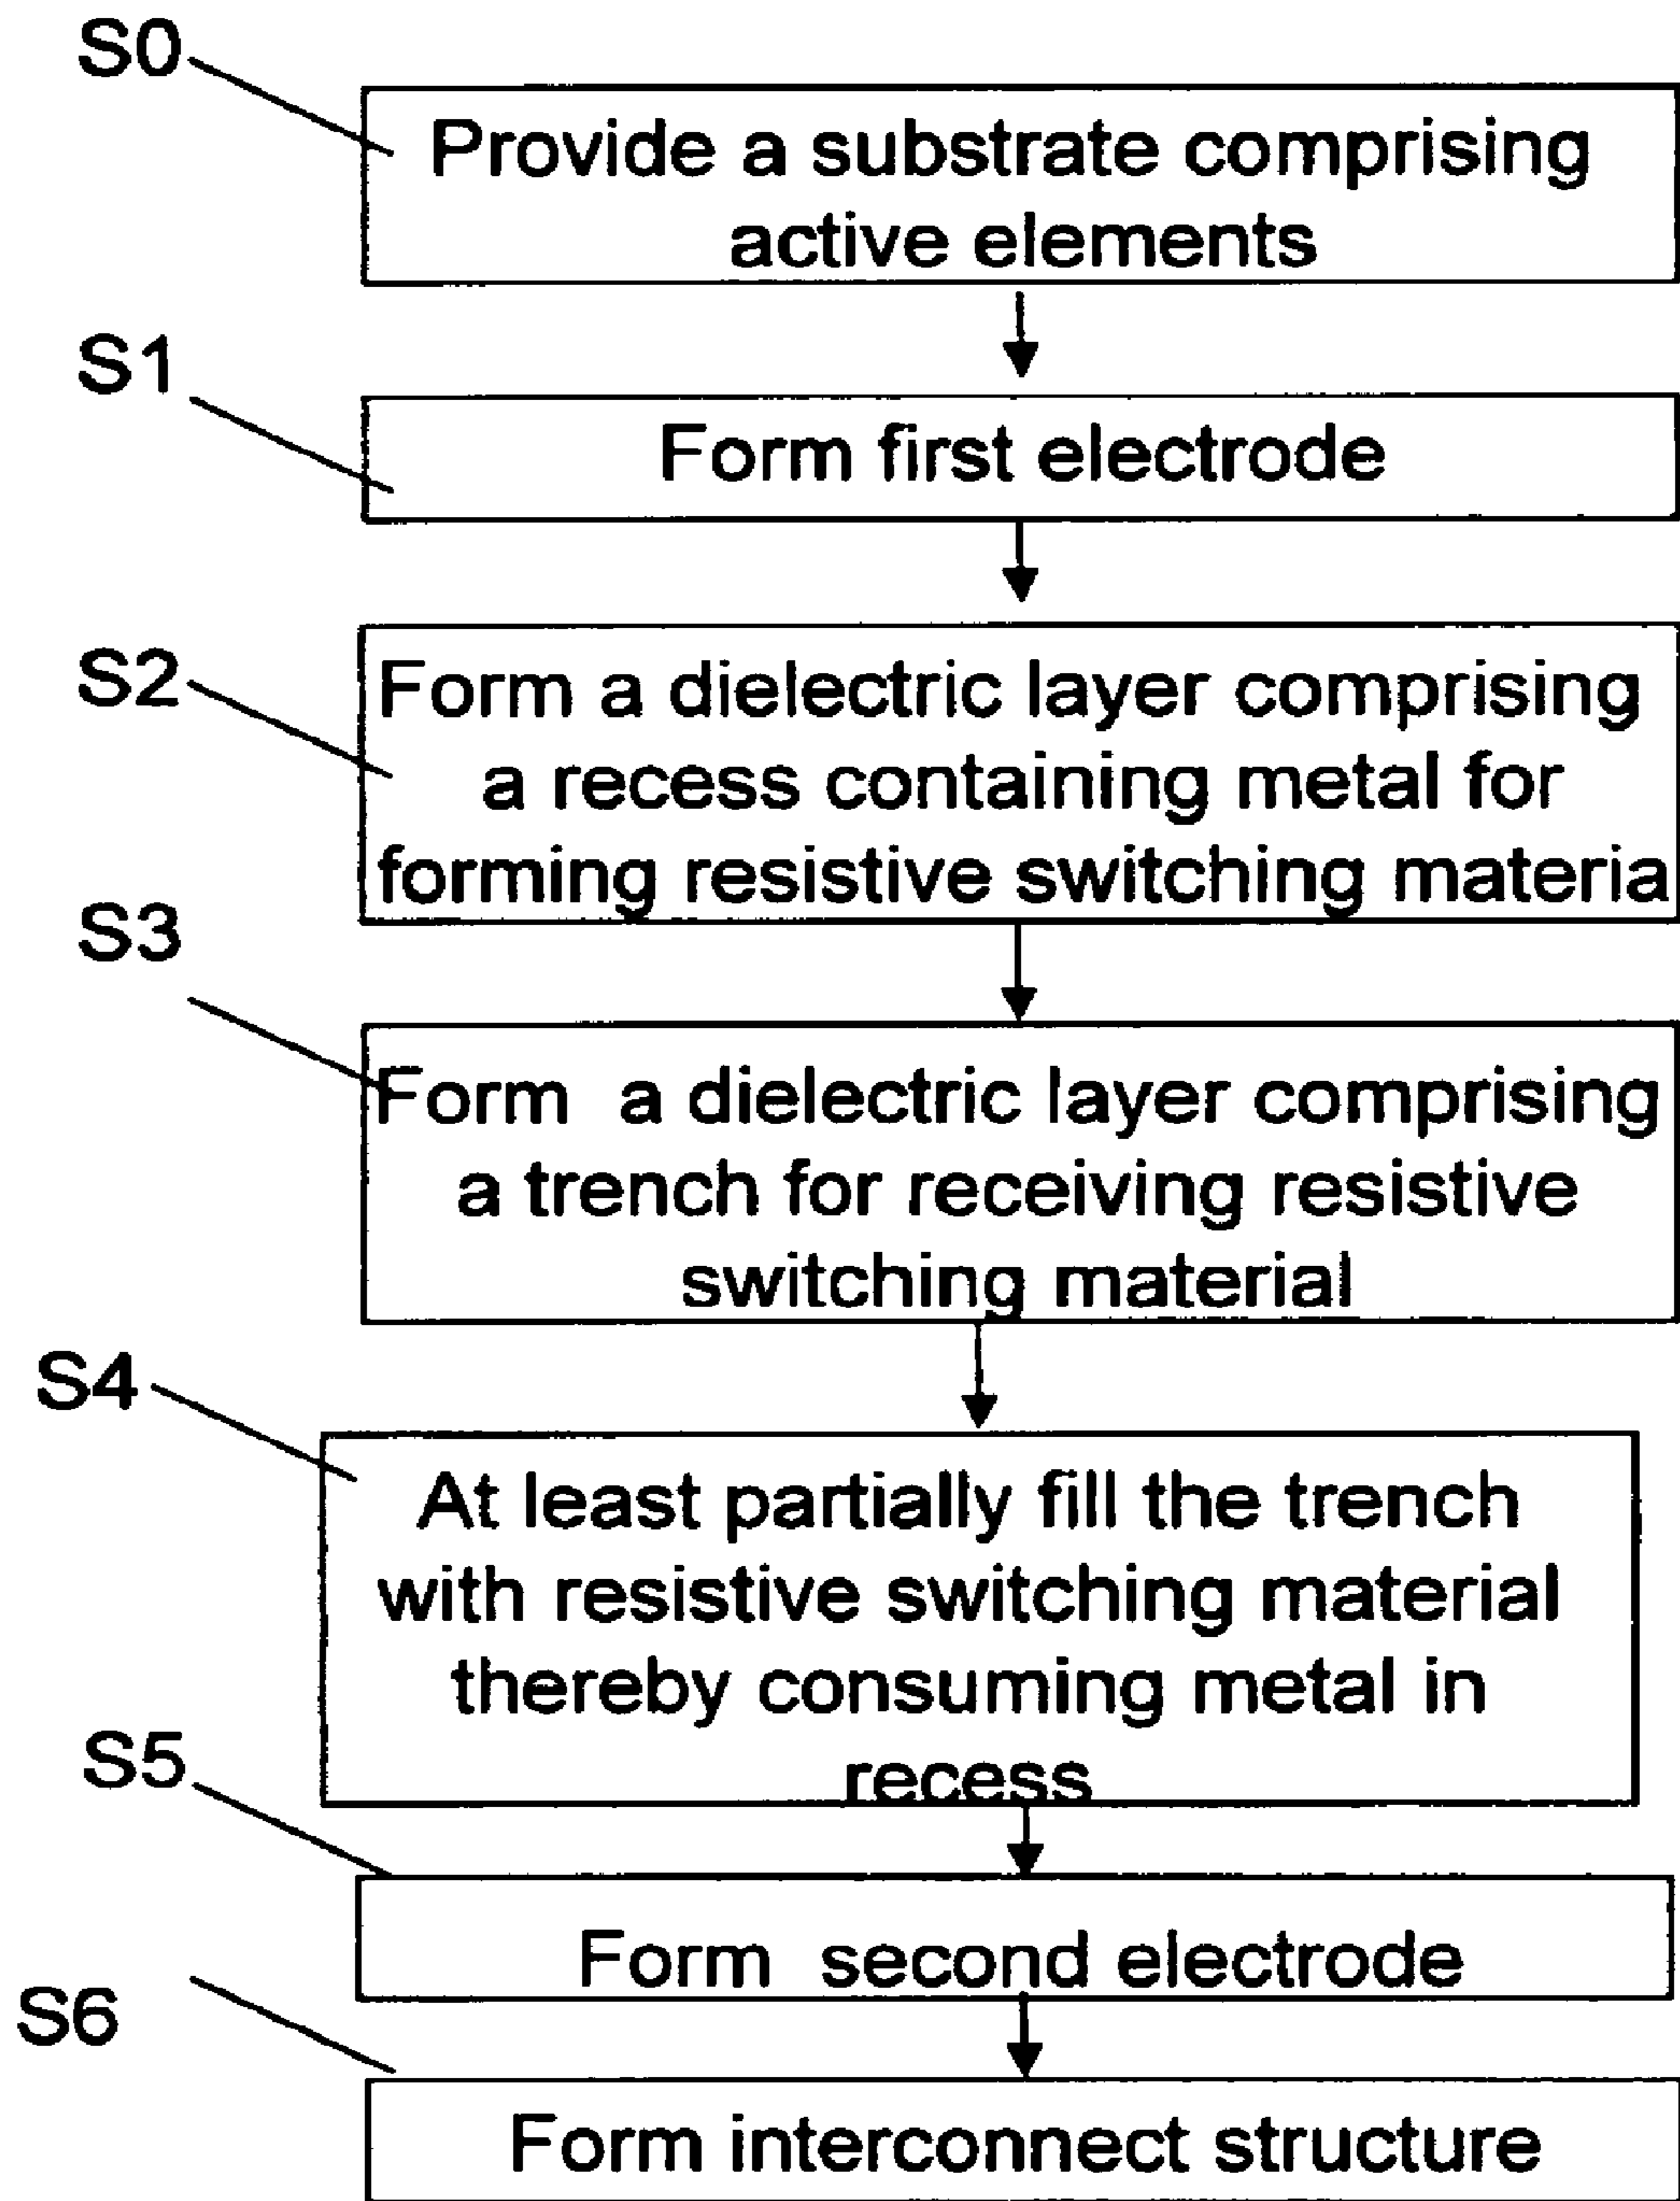 S0
Provide a substrate comprising
active elements
S1
Form first electrode
S2
Form a dielectric layer comprising
a recess containing metal for
forming resistive switching materia
S3
Form a dielectric layer comprising
a trench for receiving resistive
switching material
S4
At least partially fill the trench
with resistive switching material
thereby consuming metal in
recess
S5
Form second electrode
S6
Form interconnect structure